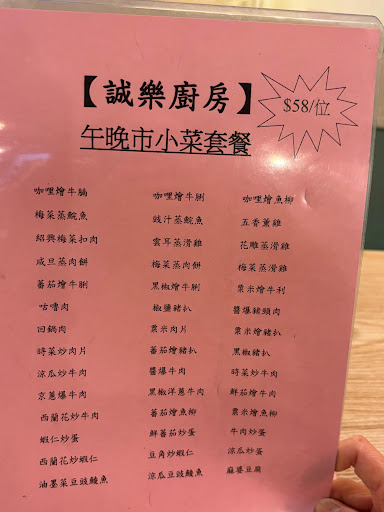 【誠樂廚房】
$58/位
午晚市小菜套餐
咖哩燴牛腩 咖哩燴牛脷 咖哩燴魚柳
梅菜蒸鯇魚 豉汁蒸鯇魚 五香薰雞
紹興梅菜扣肉 雲耳蒸滑雞 花雕蒸滑雞
咸旦蒸肉餅 梅菜蒸肉餅 梅菜蒸滑雞
蕃茄燴牛脷 黑椒燴牛脷 粟米燴牛利
咕嚕肉 椒鹽豬扒 醬爆豬頸肉
回鍋肉 粟米肉片 粟米燴豬扒
時菜炒肉片 蕃茄燴豬扒 黑椒豬扒
涼瓜炒牛肉 醬爆牛肉 時菜炒牛肉
京蔥爆牛肉 黑椒洋蔥牛肉 鮮茄燴牛肉
西蘭花炒牛肉 蕃茄燴魚柳 粟米燴魚柳
蝦仁炒蛋 鮮蕃茄炒蛋 牛肉炒蛋
西蘭花炒蝦仁 豆角炒蝦仁 涼瓜炒蛋
油墨菜豆豉鯪魚 涼瓜豆豉鯪魚 麻婆豆腐